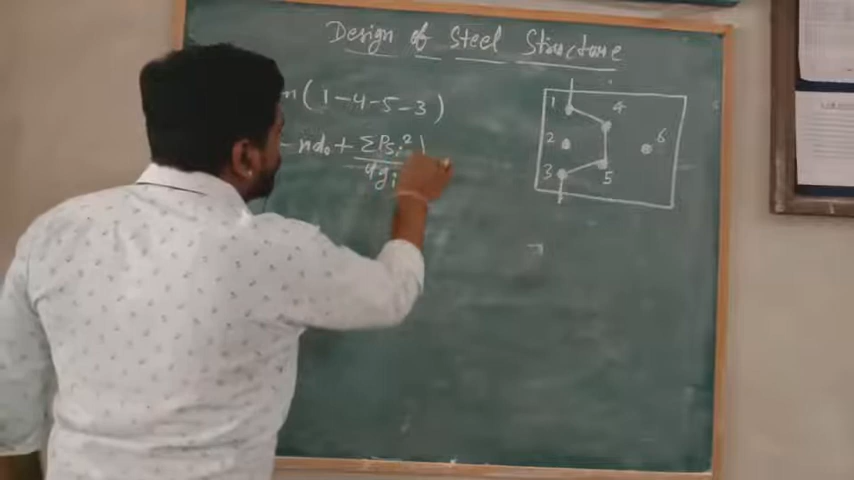 Design of Steel Structure
n(1-4-5-3)
- nd₀ + ΣPsᵢ²)
4gᵢ
1
4
2
6
3
5